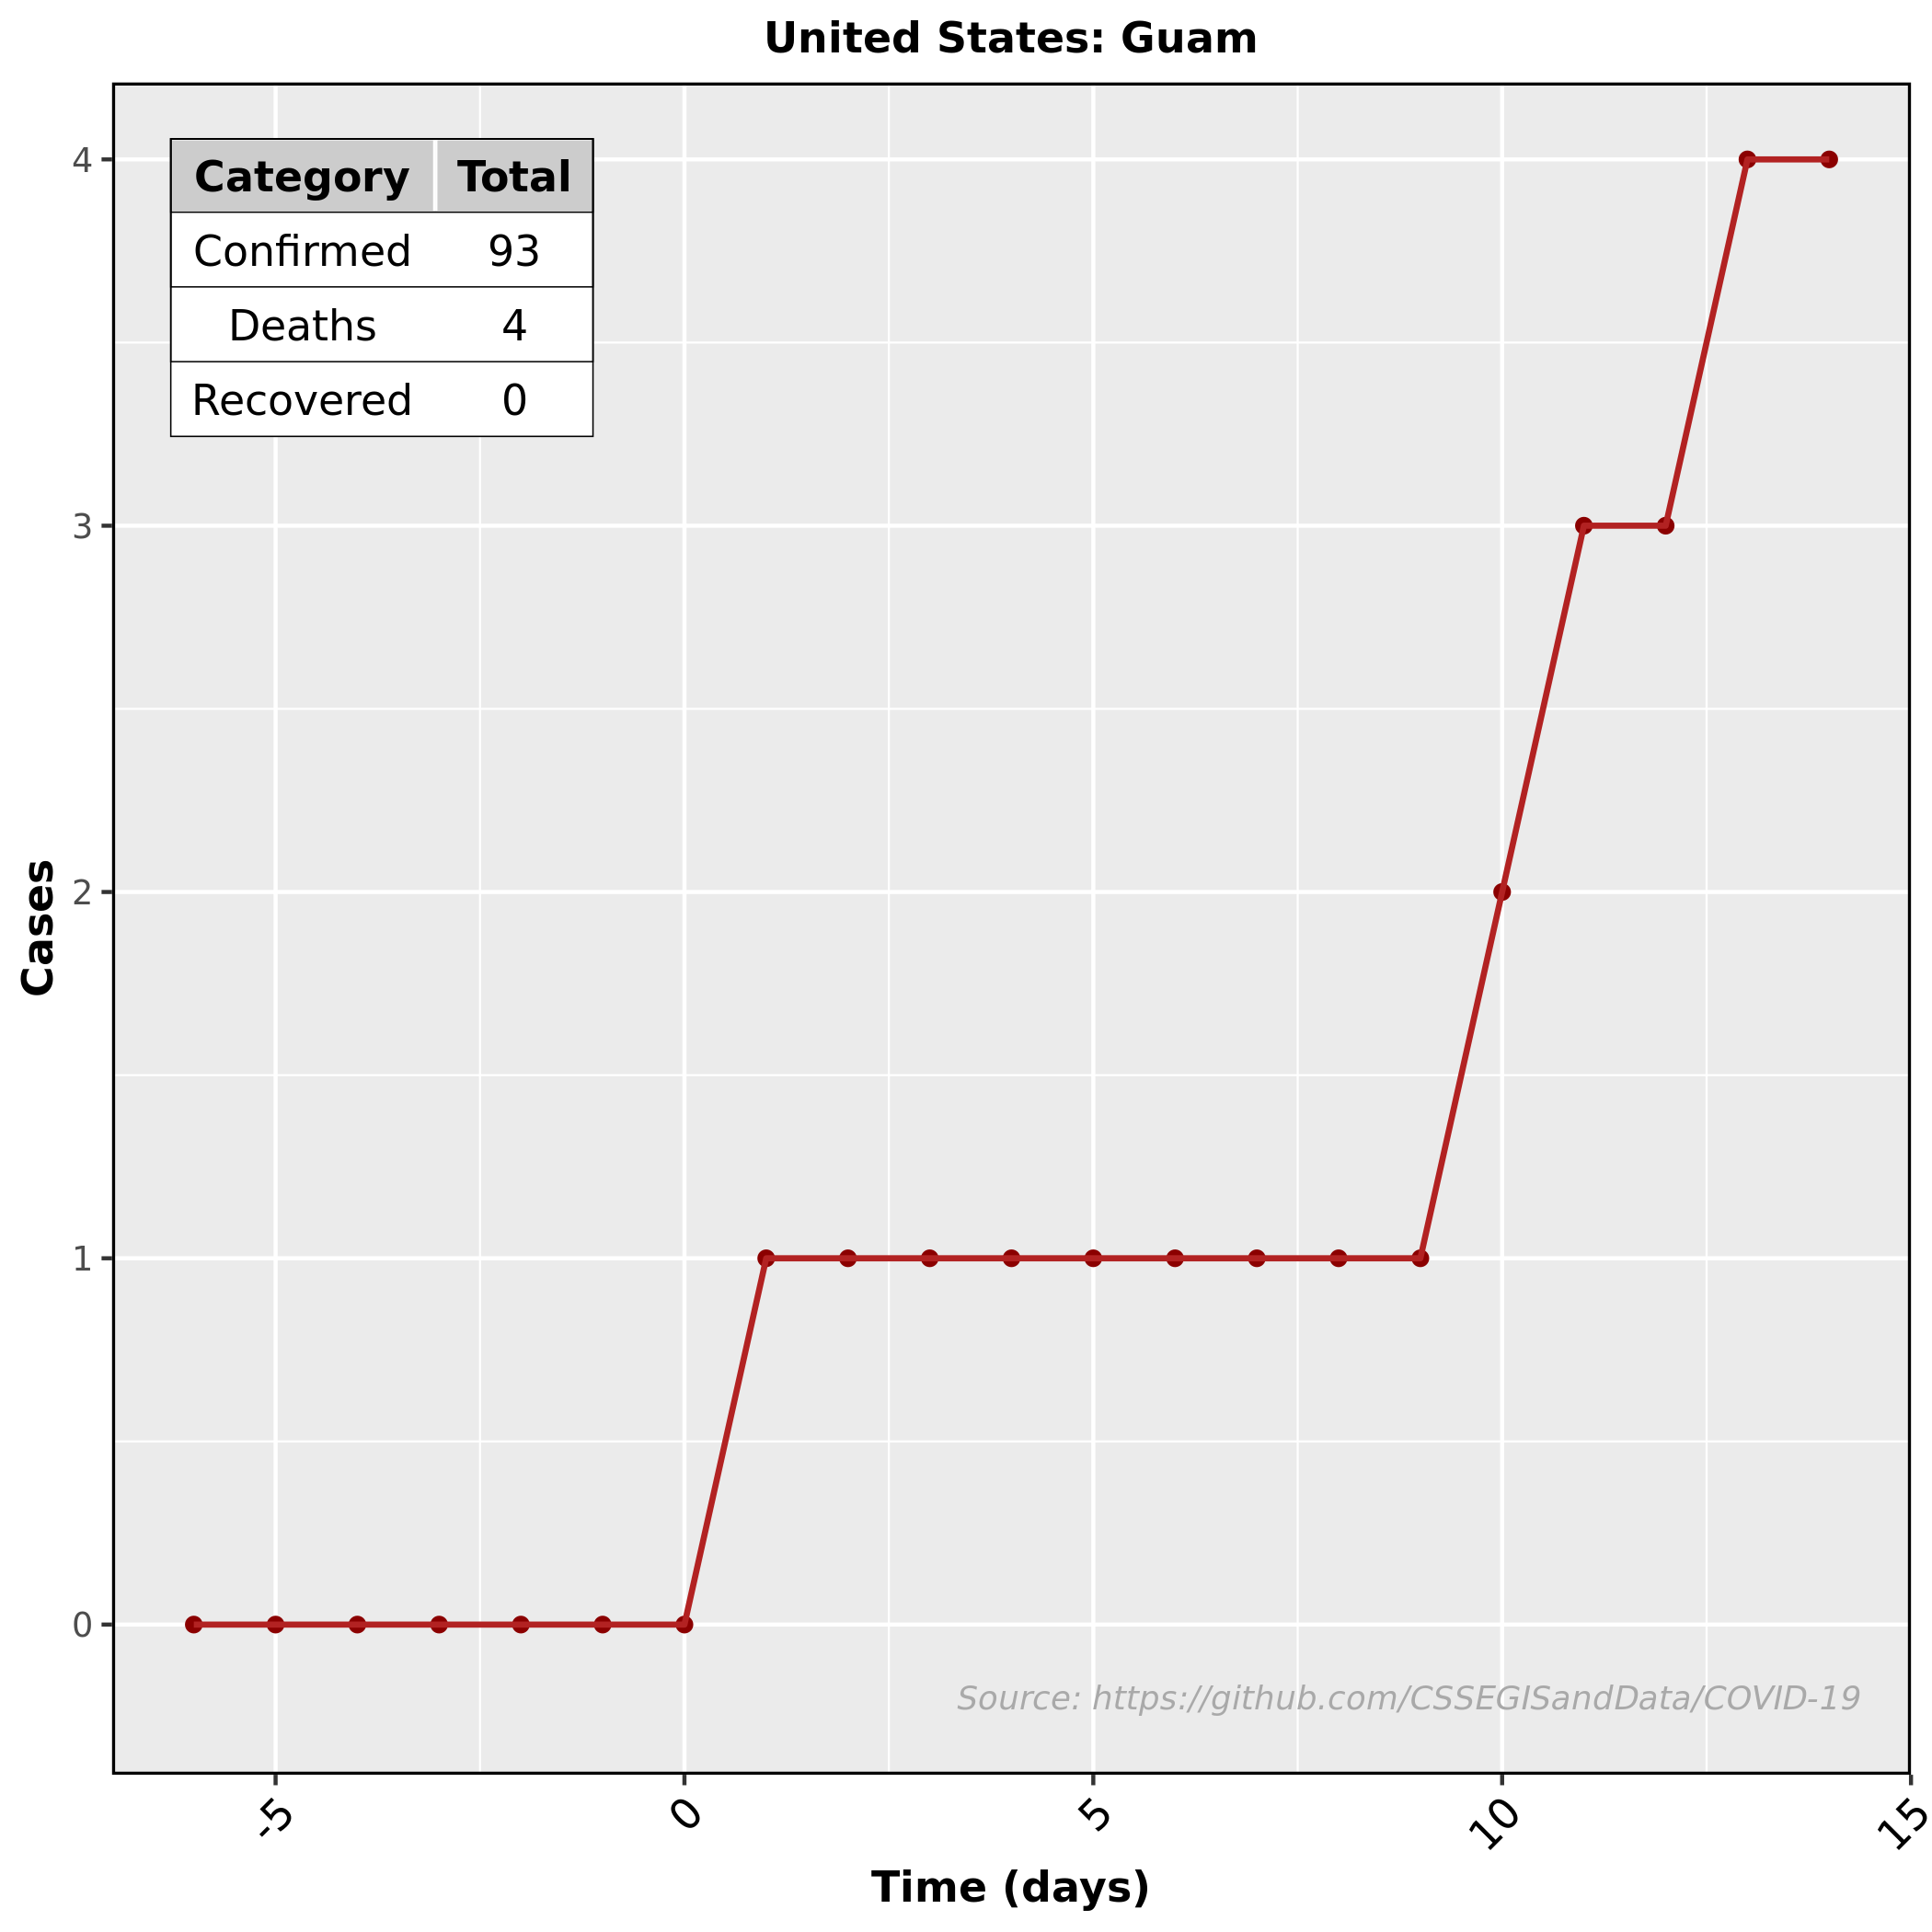 United States: Guam
Category Total
Confirmed 93
Deaths 4
Recovered 0
4
3
2
1
0
Cases
Source: https://github.com/CSSEGISandData/COVID-19
-5 0 5 10 15
Time (days)